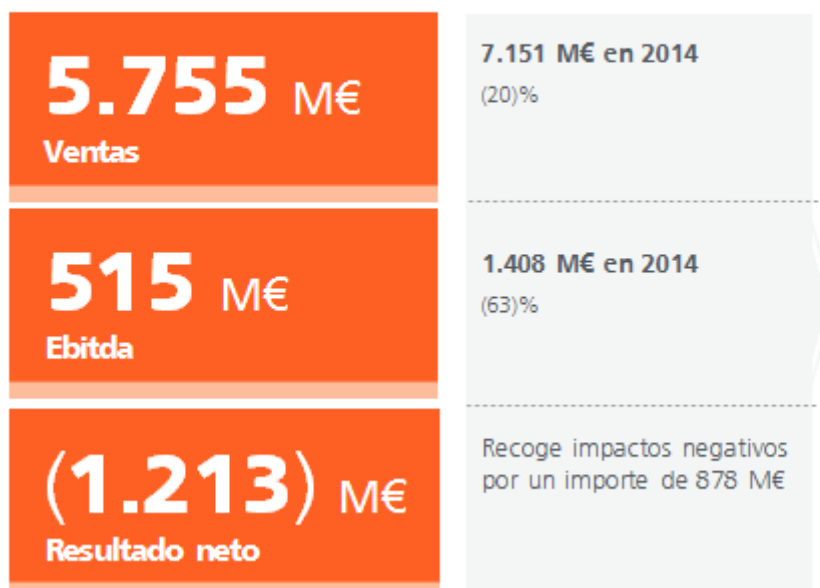 5.755 M€
Ventas
7.151 M€ en 2014
(20)%
515 M€
Ebitda
1.408 M€ en 2014
(63)%
(1.213) M€
Resultado neto
Recoge impactos negativos
por un importe de 878 M€